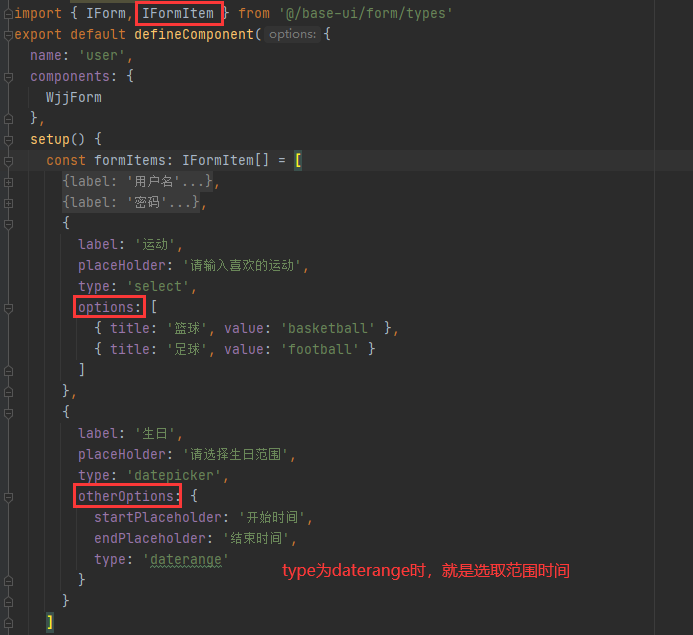 import { IForm, IFormItem } from '@/base-ui/form/types'
export default defineComponent( options: {
name: 'user',
components: {
WjjForm
},
setup() {
const formItems: IFormItem[] = [
{label: '用户名'...},
{label: '密码'...},
{
label: '运动',
placeHolder: '请输入喜欢的运动',
type: 'select',
options: [
{ title: '篮球', value: 'basketball' },
{ title: '足球', value: 'football' }
]
},
{
label: '生日',
placeHolder: '请选择生日范围',
type: 'datepicker',
otherOptions: {
startPlaceholder: '开始时间',
endPlaceholder: '结束时间',
type: 'daterange'
type为daterange时，就是选取范围时间
}
}
]